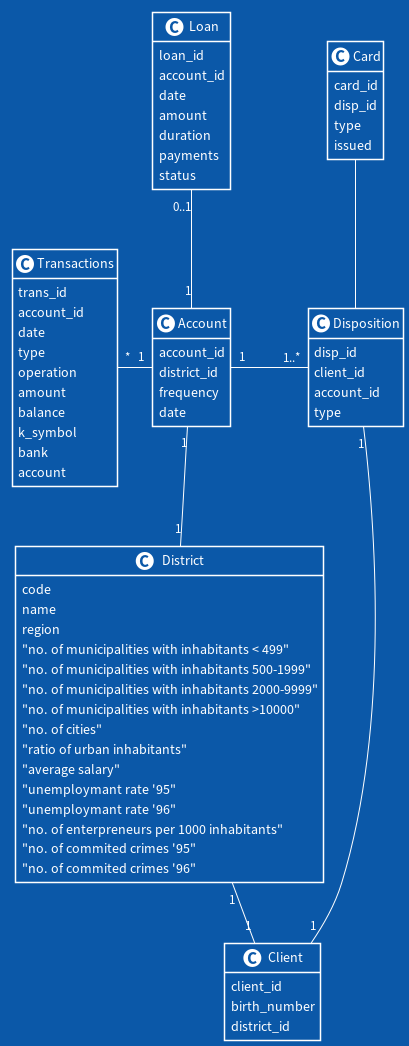 C Loan
loan_id
account_id
date
amount
duration
payments
status
C Card
card_id
disp_id
type
issued
0..1
1
C Transactions
trans_id
account_id
date
type
operation
amount
balance
k_symbol
bank
account
* 1
C Account
account_id
district_id
frequency
date
1 1..*
C Disposition
disp_id
client_id
account_id
type
1
1
1
C District
code
name
region
"no. of municipalities with inhabitants < 499"
"no. of municipalities with inhabitants 500-1999"
"no. of municipalities with inhabitants 2000-9999"
"no. of municipalities with inhabitants >10000"
"no. of cities"
"ratio of urban inhabitants"
"average salary"
"unemploymant rate '95"
"unemploymant rate '96"
"no. of enterpreneurs per 1000 inhabitants"
"no. of commited crimes '95"
"no. of commited crimes '96"
1
1
1
C Client
client_id
birth_number
district_id